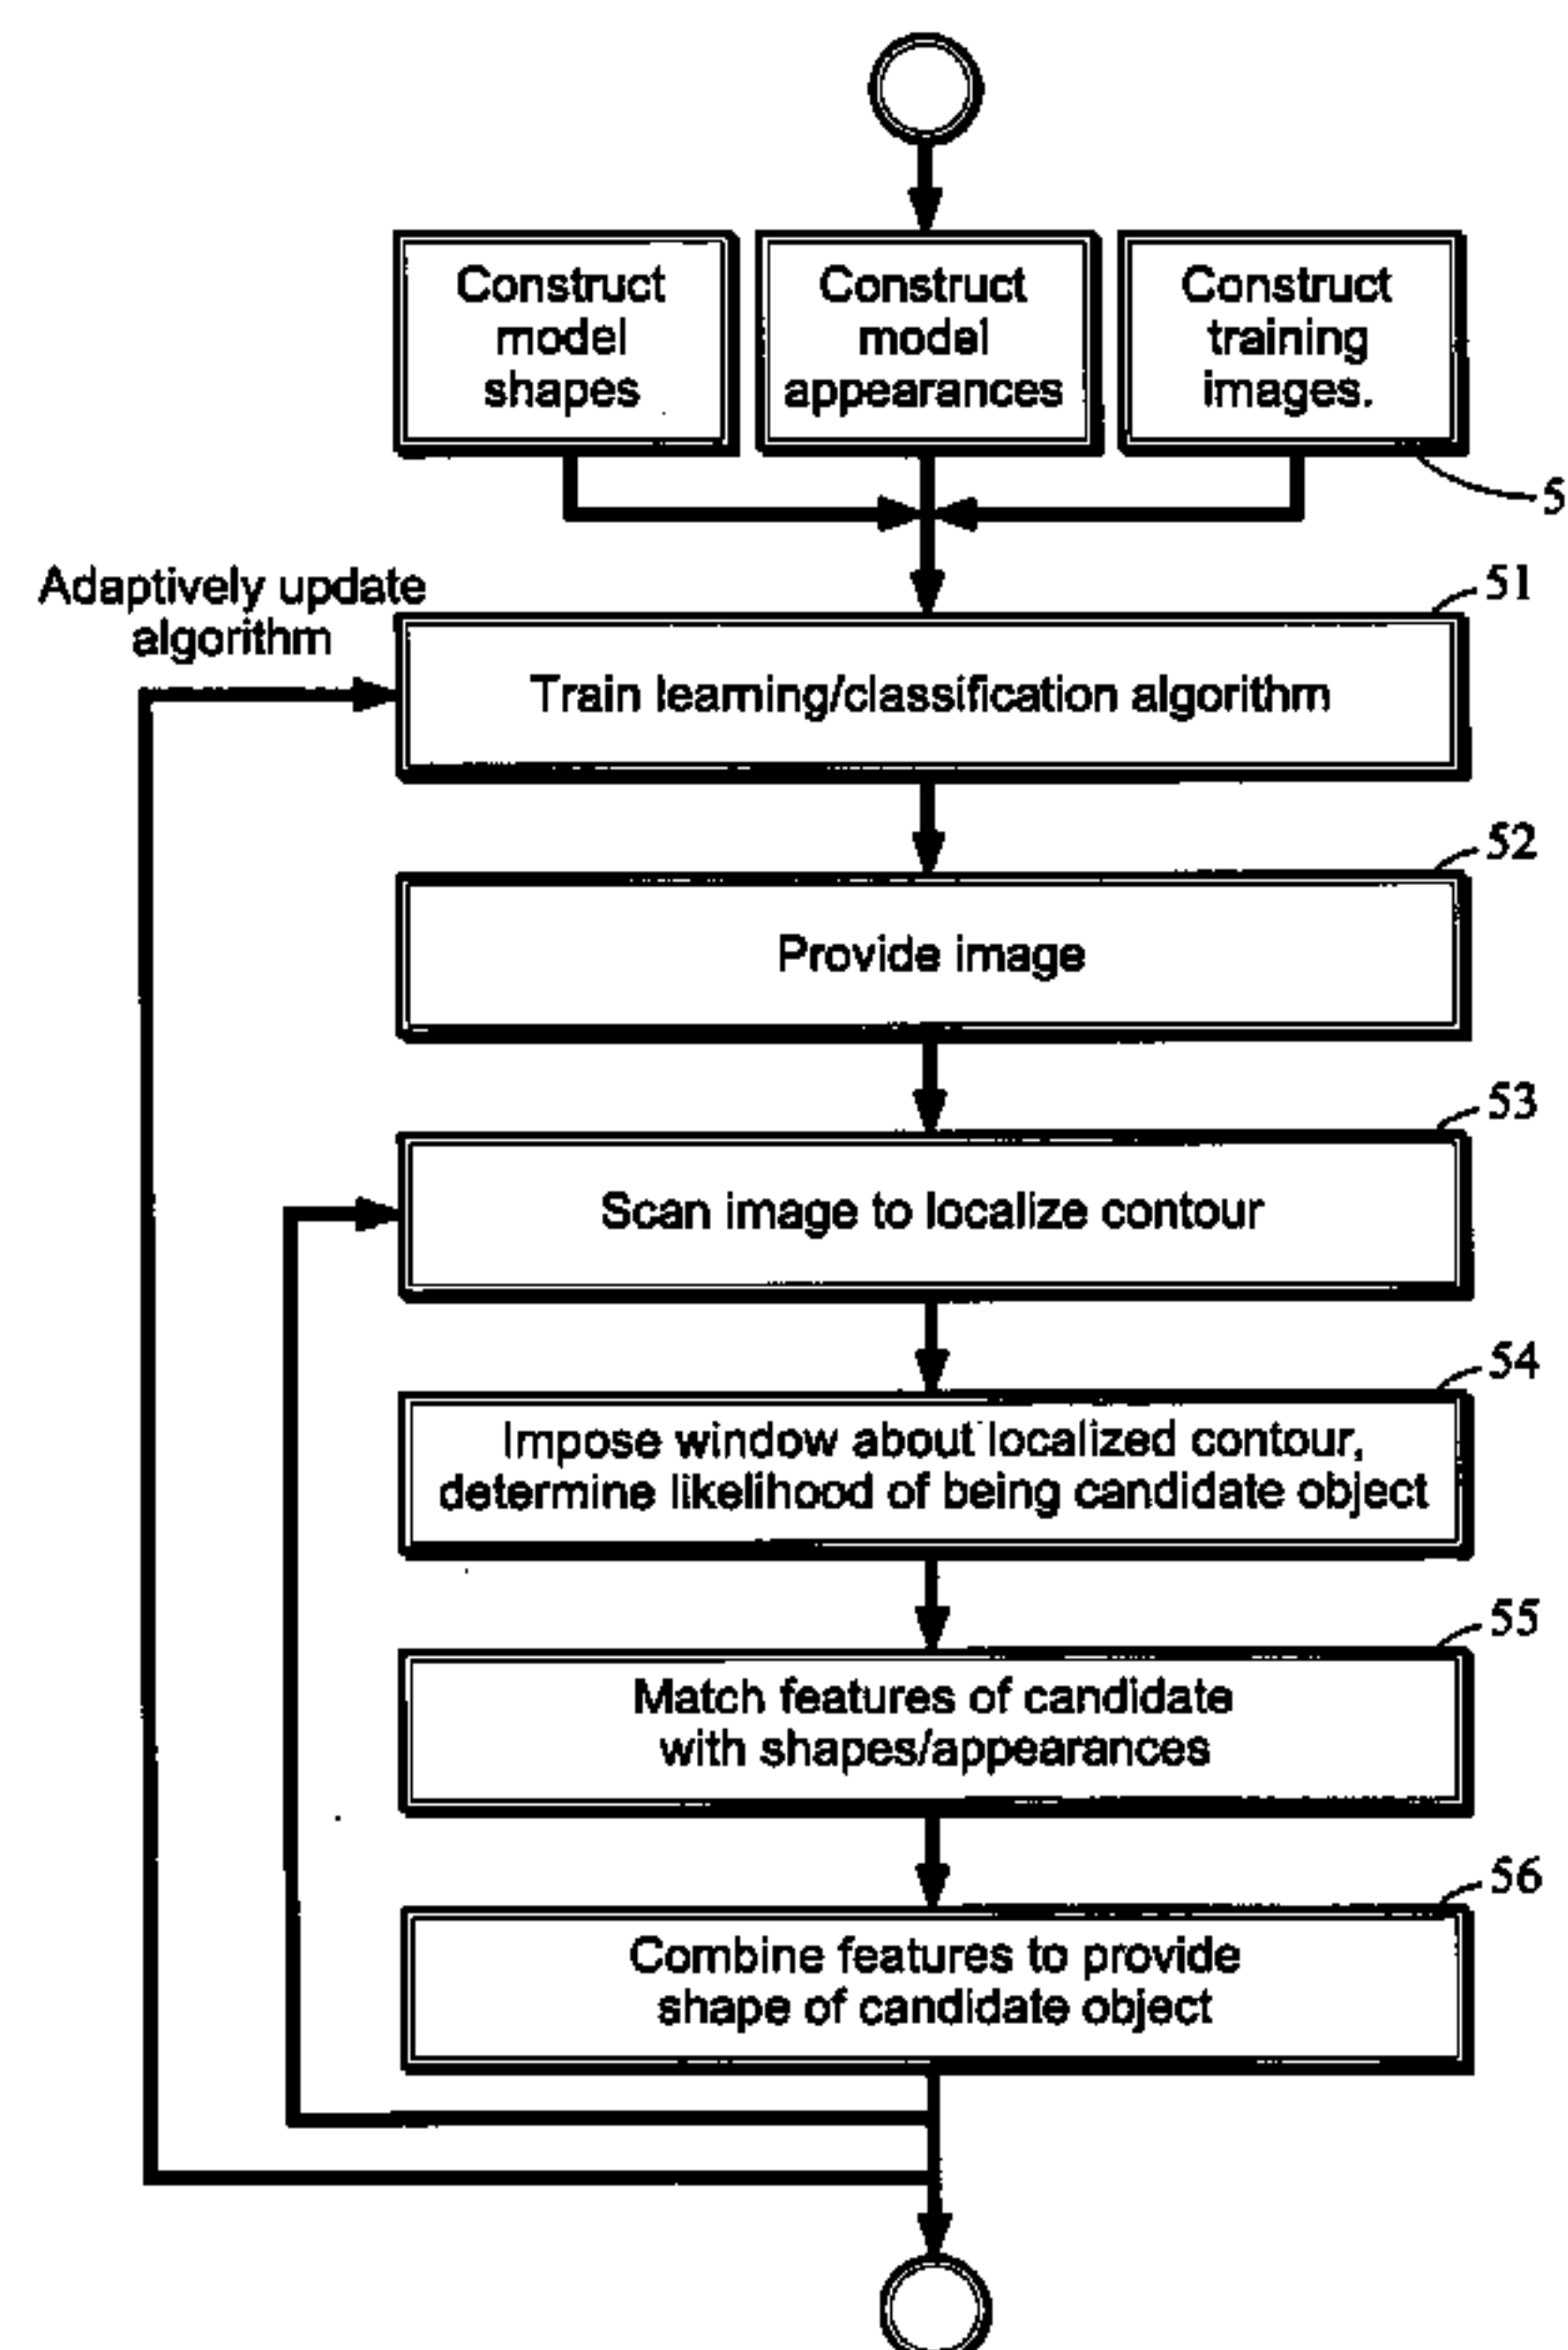 Construct
model
shapes
Construct
model
appearances
Construct
training
images.
5
Adaptively update
algorithm
51
Train learning/classification algorithm
52
Provide image
53
Scan image to localize contour
54
Impose window about localized contour,
determine likelihood of being candidate object
55
Match features of candidate
with shapes/appearances
56
Combine features to provide
shape of candidate object